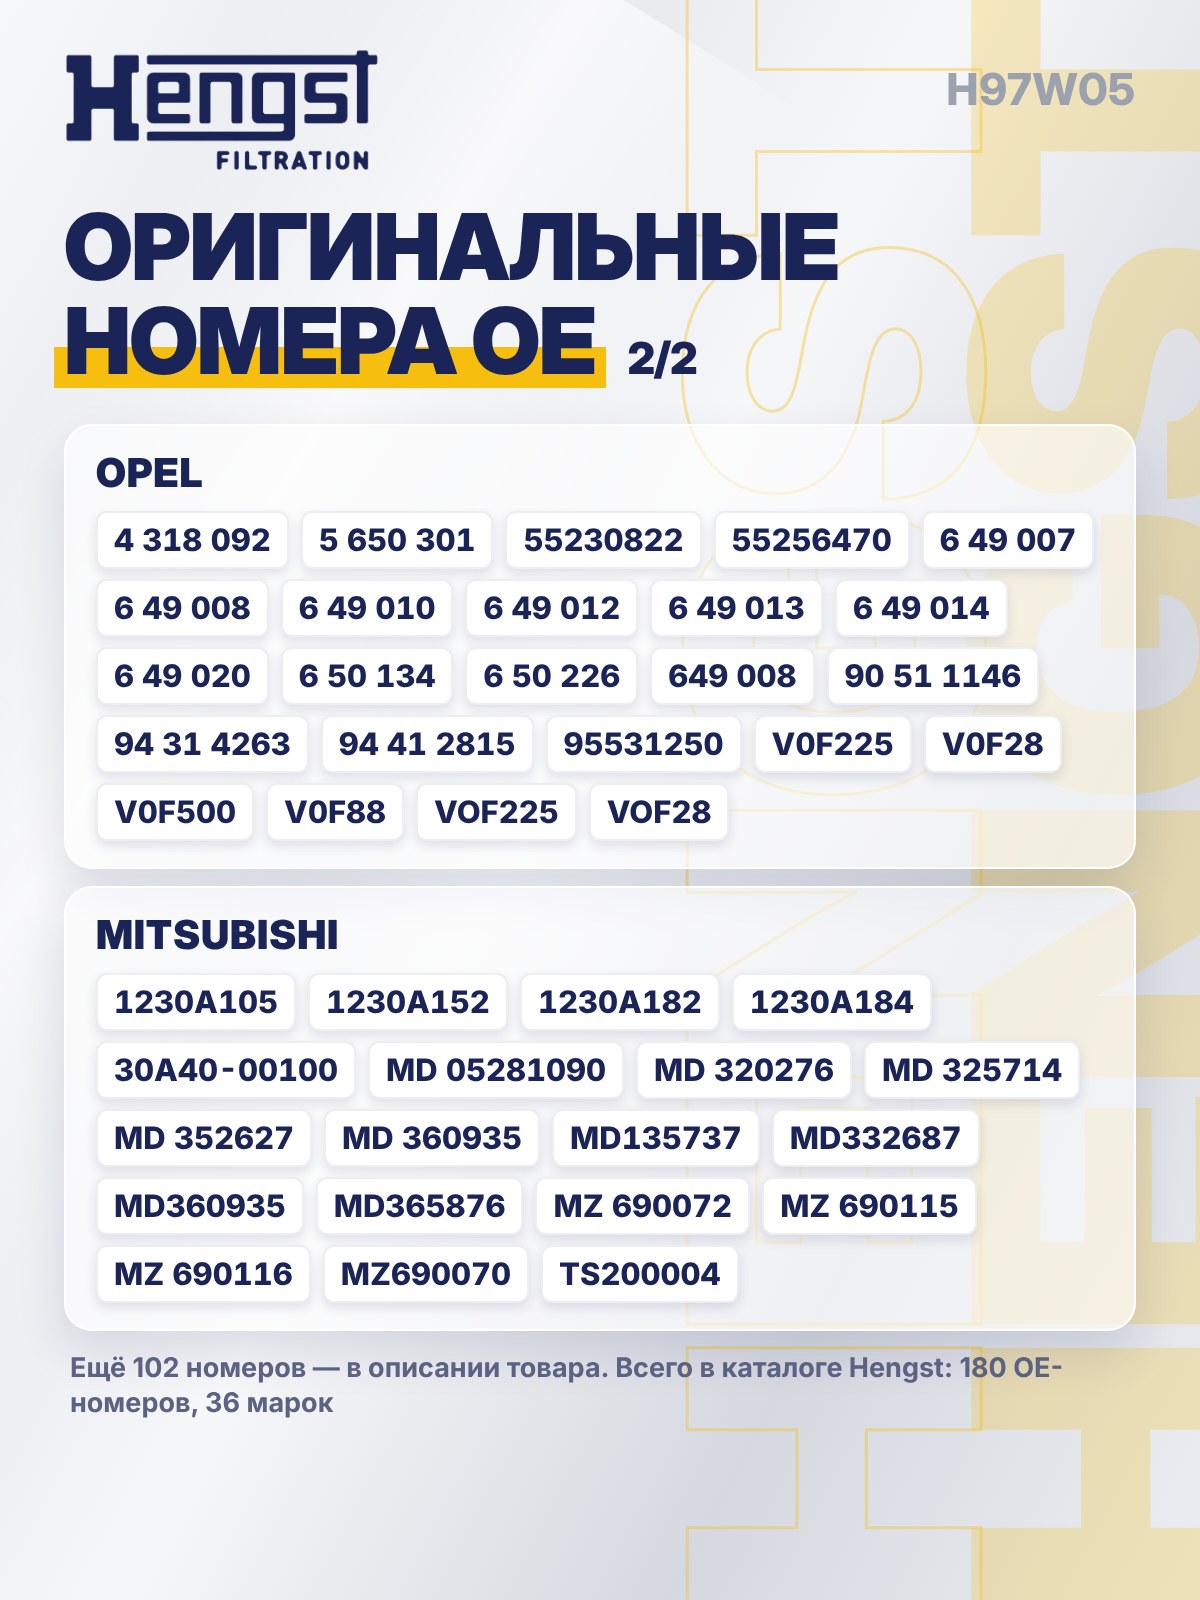 Hengst
FILTRATION
H97W05
ОРИГИНАЛЬНЫЕ
НОМЕРА OE 2/2
OPEL
4 318 092 5 650 301 55230822 55256470 6 49 007
6 49 008 6 49 010 6 49 012 6 49 013 6 49 014
6 49 020 6 50 134 6 50 226 649 008 90 51 1146
94 31 4263 94 41 2815 95531250 V0F225 V0F28
V0F500 V0F88 VOF225 VOF28
MITSUBISHI
1230A105 1230A152 1230A182 1230A184
30A40-00100 MD 05281090 MD 320276 MD 325714
MD 352627 MD 360935 MD135737 MD332687
MD360935 MD365876 MZ 690072 MZ 690115
MZ 690116 MZ690070 TS200004
Ещё 102 номеров — в описании товара. Всего в каталоге Hengst: 180 OE-
номеров, 36 марок
HENGST